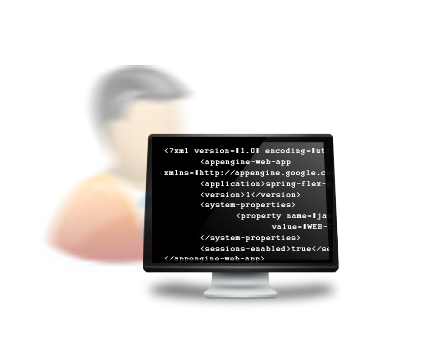 <?xml version=▯1.0▯ encoding=▯ut
<appengine-web-app
xmlns=▯http://appengine.google.c
<application>spring-flex-
<version>1</version>
<system-properties>
<property name=▯ja
value=▯WEB-
</system-properties>
<sessions-enabled>true</se
</appengine-web-app>